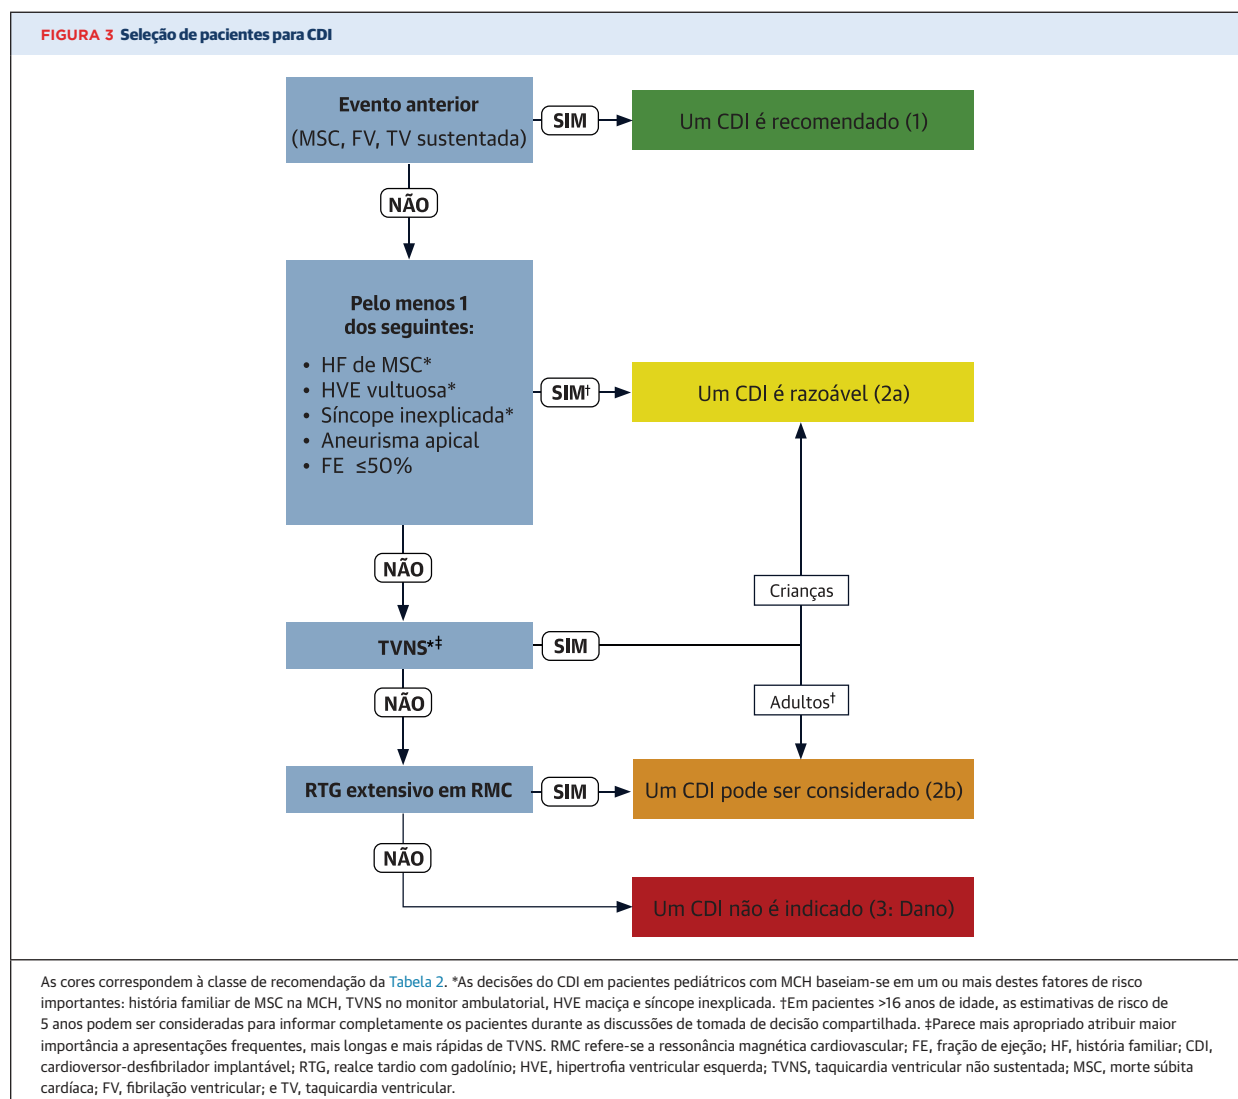 FIGURA 3 Seleção de pacientes para CDI
Evento anterior
(MSC, FV, TV sustentada)
SIM
Um CDI é recomendado (1)
NÃO
Pelo menos 1
dos seguintes:
• HF de MSC*
• HVE vultuosa*
• Síncope inexplicada*
• Aneurisma apical
• FE ≤50%
SIM†
Um CDI é razoável (2a)
NÃO
Crianças
TVNS*‡
SIM
NÃO
Adultos†
RTG extensivo em RMC
SIM
Um CDI pode ser considerado (2b)
NÃO
Um CDI não é indicado (3: Dano)
As cores correspondem à classe de recomendação da Tabela 2. *As decisões do CDI em pacientes pediátricos com MCH baseiam-se em um ou mais destes fatores de risco
importantes: história familiar de MSC na MCH, TVNS no monitor ambulatorial, HVE maciça e síncope inexplicada. †Em pacientes >16 anos de idade, as estimativas de risco de
5 anos podem ser consideradas para informar completamente os pacientes durante as discussões de tomada de decisão compartilhada. ‡Parece mais apropriado atribuir maior
importância a apresentações frequentes, mais longas e mais rápidas de TVNS. RMC refere-se a ressonância magnética cardiovascular; FE, fração de ejeção; HF, história familiar; CDI,
cardioversor-desfibrilador implantável; RTG, realce tardio com gadolínio; HVE, hipertrofia ventricular esquerda; TVNS, taquicardia ventricular não sustentada; MSC, morte súbita
cardíaca; FV, fibrilação ventricular; e TV, taquicardia ventricular.